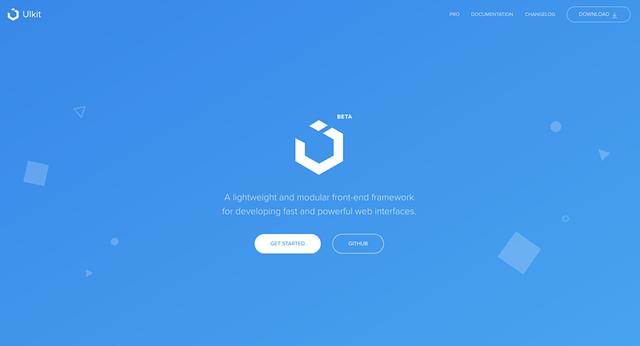 UIkit
PRO
DOCUMENTATION
CHANGELOG
DOWNLOAD
BETA
A lightweight and modular front-end framework
for developing fast and powerful web interfaces.
GET STARTED
GITHUB